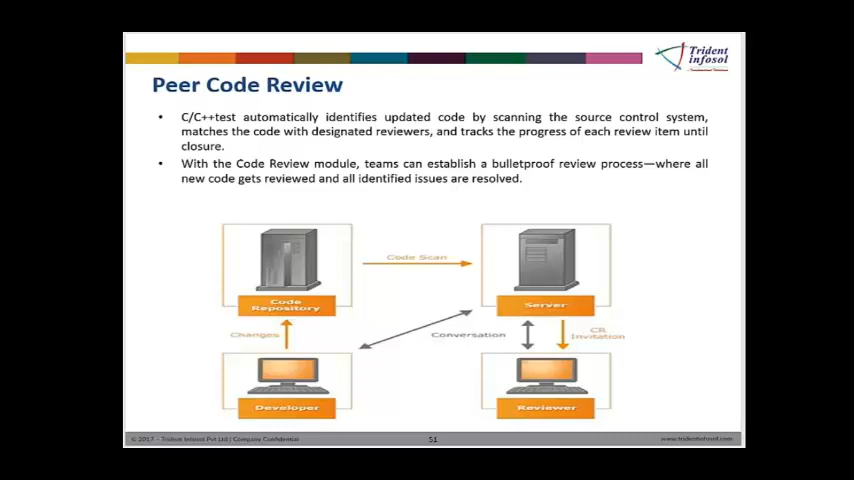 Trident
infosol
Peer Code Review
• C/C++test automatically identifies updated code by scanning the source control system,
matches the code with designated reviewers, and tracks the progress of each review item until
closure.
• With the Code Review module, teams can establish a bulletproof review process—where all
new code gets reviewed and all identified issues are resolved.
Code Scan
Code
Repository
Server
Changes
Conversation
CR
Invitation
Developer
Reviewer
© 2017 - Trident Infosol Pvt Ltd | Company Confidential
51
www.tridentinfosol.com